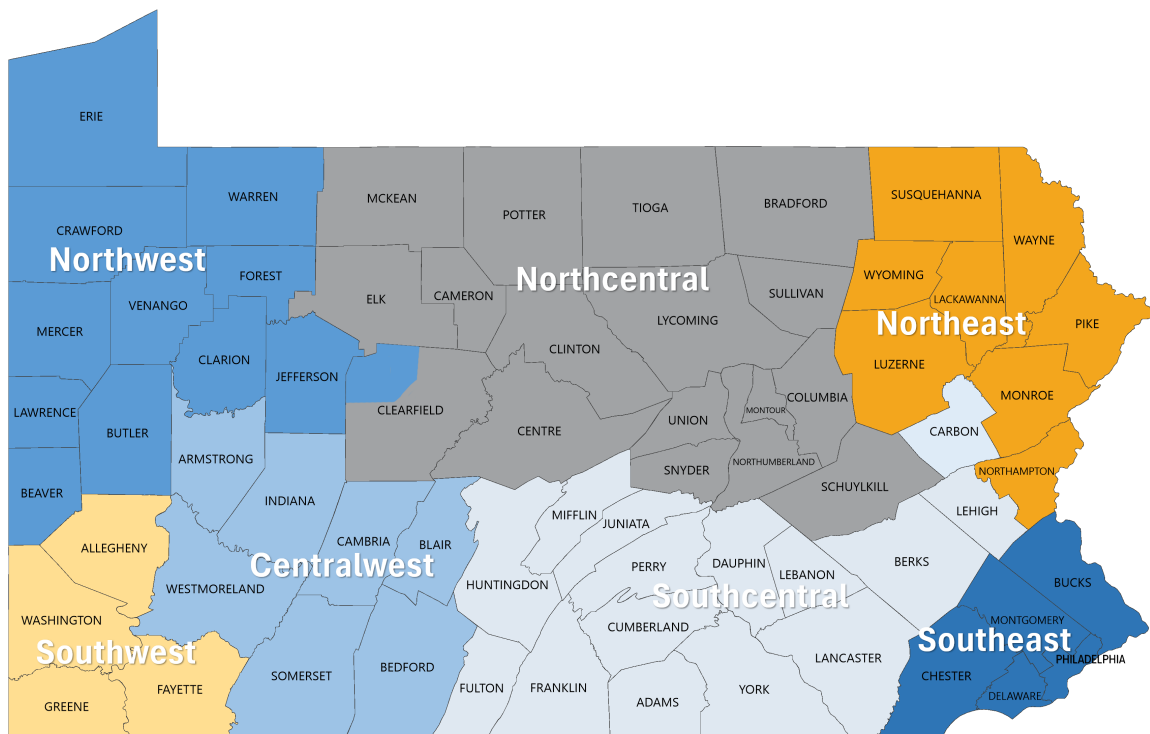 ERIE
WARREN
MCKEAN
POTTER
TIOGA
BRADFORD
SUSQUEHANNA
WAYNE
CRAWFORD
Northwest
FOREST
VENANGO
ELK
CAMERON
Northcentral
SULLIVAN
WYOMING
LACKAWANNA
Northeast
PIKE
MERCER
CLARION
JEFFERSON
CLINTON
LYCOMING
LUZERNE
MONROE
LAWRENCE
BUTLER
CLEARFIELD
CENTRE
UNION
MONTOUR
COLUMBIA
CARBON
ARMSTRONG
SNYDER
NORTHUMBERLAND
NORTHAMPTON
BEAVER
INDIANA
SCHUYLKILL
LEHIGH
ALLEGHENY
CAMBRIA
BLAIR
MIFFLIN
JUNIATA
Centralwest
WESTMORELAND
HUNTINGDON
PERRY
DAUPHIN
LEBANON
BERKS
BUCKS
Southcentral
WASHINGTON
CUMBERLAND
MONTGOMERY
Southwest
Southeast
PHILADELPHIA
FAYETTE
SOMERSET
BEDFORD
FULTON
FRANKLIN
LANCASTER
CHESTER
DELAWARE
GREENE
ADAMS
YORK